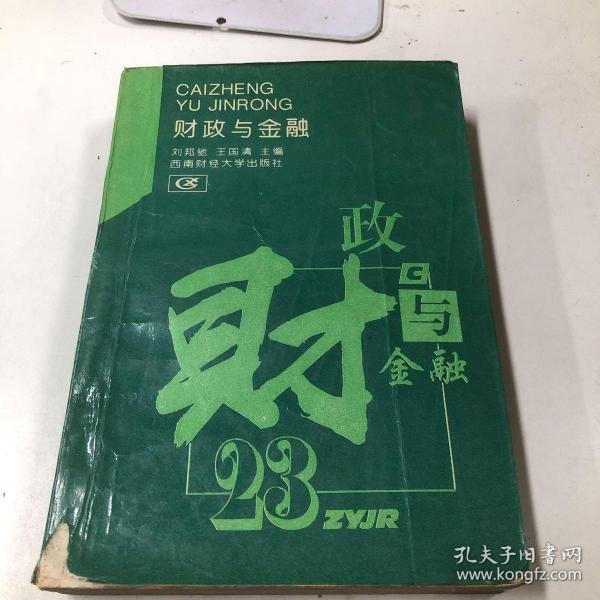 CAIZHENG
YU JINRONG
财政与金融
刘邦驰 王国清 主编
西南财经大学出版社
政
C
财
与
金融
23
ZYJR
孔夫子旧书网
www.kongfz.com